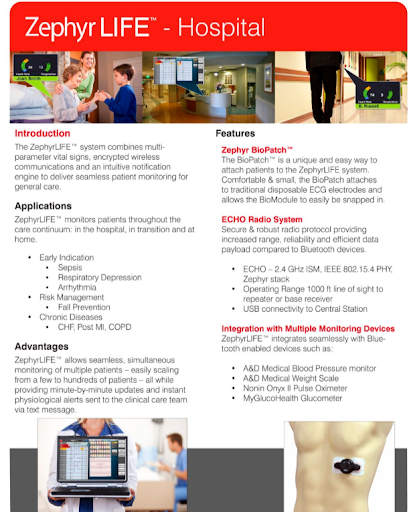 Zephyr LIFE™ - Hospital
Introduction
The ZephyrLIFE™ system combines multi-
parameter vital signs, encrypted wireless
communications and an intuitive notification
engine to deliver seamless patient monitoring for
general care.
Applications
ZephyrLIFE™ monitors patients throughout the
care continuum: in the hospital, in transition and at
home.
• Early Indication
• Sepsis
• Respiratory Depression
• Arrhythmia
• Risk Management
• Fall Prevention
• Chronic Diseases
• CHF, Post MI, COPD
Advantages
ZephyrLIFE™ allows seamless, simultaneous
monitoring of multiple patients – easily scaling
from a few to hundreds of patients – all while
providing minute-by-minute updates and instant
physiological alerts sent to the clinical care team
via text message.
Features
Zephyr BioPatch™
The BioPatch™ is a unique and easy way to
attach patients to the ZephyrLIFE system.
Comfortable & small, the BioPatch attaches
to traditional disposable ECG electrodes and
allows the BioModule to easily be snapped in.
ECHO Radio System
Secure & robust radio protocol providing
increased range, reliability and efficient data
payload compared to Bluetooth devices.
• ECHO – 2.4 GHz ISM, IEEE 802.15.4 PHY,
Zephyr stack
• Operating Range 1000 ft line of sight to
repeater or base receiver
• USB connectivity to Central Station
Integration with Multiple Monitoring Devices
ZephyrLIFE™ integrates seamlessly with Blue-
tooth enabled devices such as:
• A&D Medical Blood Pressure monitor
• A&D Medical Weight Scale
• Nonin Onyx II Pulse Oximeter
• MyGlucoHealth Glucometer